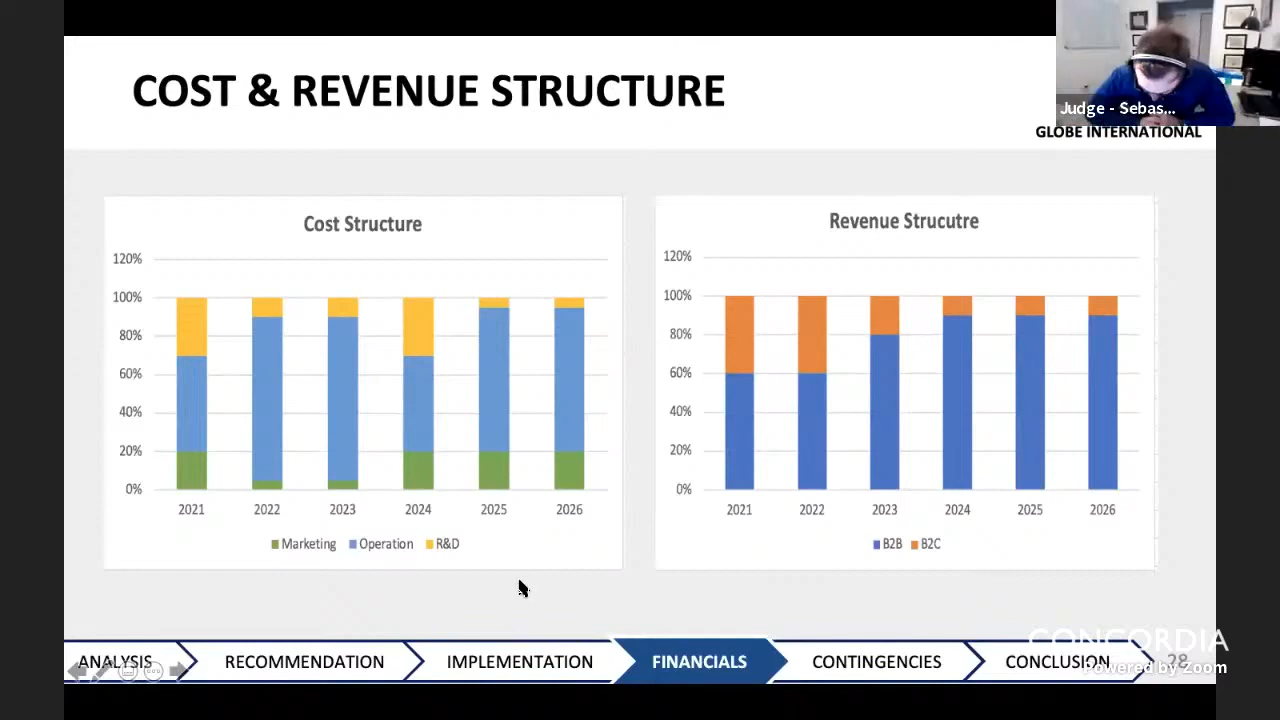 COST & REVENUE STRUCTURE
Judge - Sebas...
GLOBE INTERNATIONAL
Cost Structure
120%
100%
80%
60%
40%
20%
0%
2021 2022 2023 2024 2025 2026
Marketing Operation R&D
Revenue Strucutre
120%
100%
80%
60%
40%
20%
0%
2021 2022 2023 2024 2025 2026
B2B B2C
ANALYSIS RECOMMENDATION IMPLEMENTATION FINANCIALS CONTINGENCIES CONCLUSION 28
CONCORDIA
Powered by Zoom